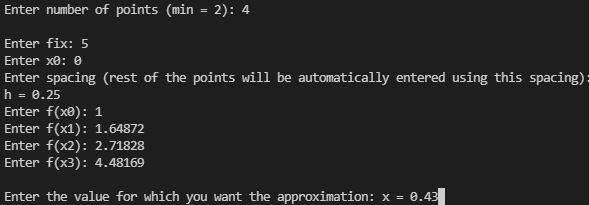 Enter number of points (min = 2): 4
Enter fix: 5
Enter x0: 0
Enter spacing (rest of the points will be automatically entered using this spacing):
h = 0.25
Enter f(x0): 1
Enter f(x1): 1.64872
Enter f(x2): 2.71828
Enter f(x3): 4.48169
Enter the value for which you want the approximation: x = 0.43